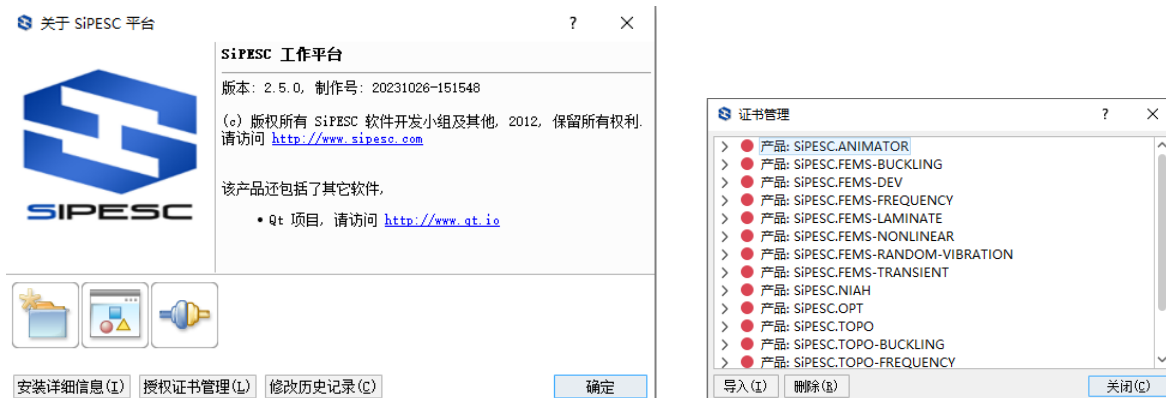 关于 SiPESC 平台
SiPESC 工作平台
版本: 2.5.0, 制作号: 20231026-151548
(c) 版权所有 SiPESC 软件开发小组及其他, 2012, 保留所有权利.
请访问 http://www.sipesc.com
该产品还包括了其它软件,
• Qt 项目, 请访问 http://www.qt.io
SIPESC
安装详细信息(I)
授权证书管理(L)
修改历史记录(C)
确定
证书管理
产品: SiPESC.ANIMATOR
产品: SiPESC.FEMS-BUCKLING
产品: SiPESC.FEMS-DEV
产品: SiPESC.FEMS-FREQUENCY
产品: SiPESC.FEMS-LAMINATE
产品: SiPESC.FEMS-NONLINEAR
产品: SiPESC.FEMS-RANDOM-VIBRATION
产品: SiPESC.FEMS-TRANSIENT
产品: SiPESC.NIAH
产品: SiPESC.OPT
产品: SiPESC.TOPO
产品: SiPESC.TOPO-BUCKLING
产品: SiPESC.TOPO-FREQUENCY
导入(I)
删除(R)
关闭(C)